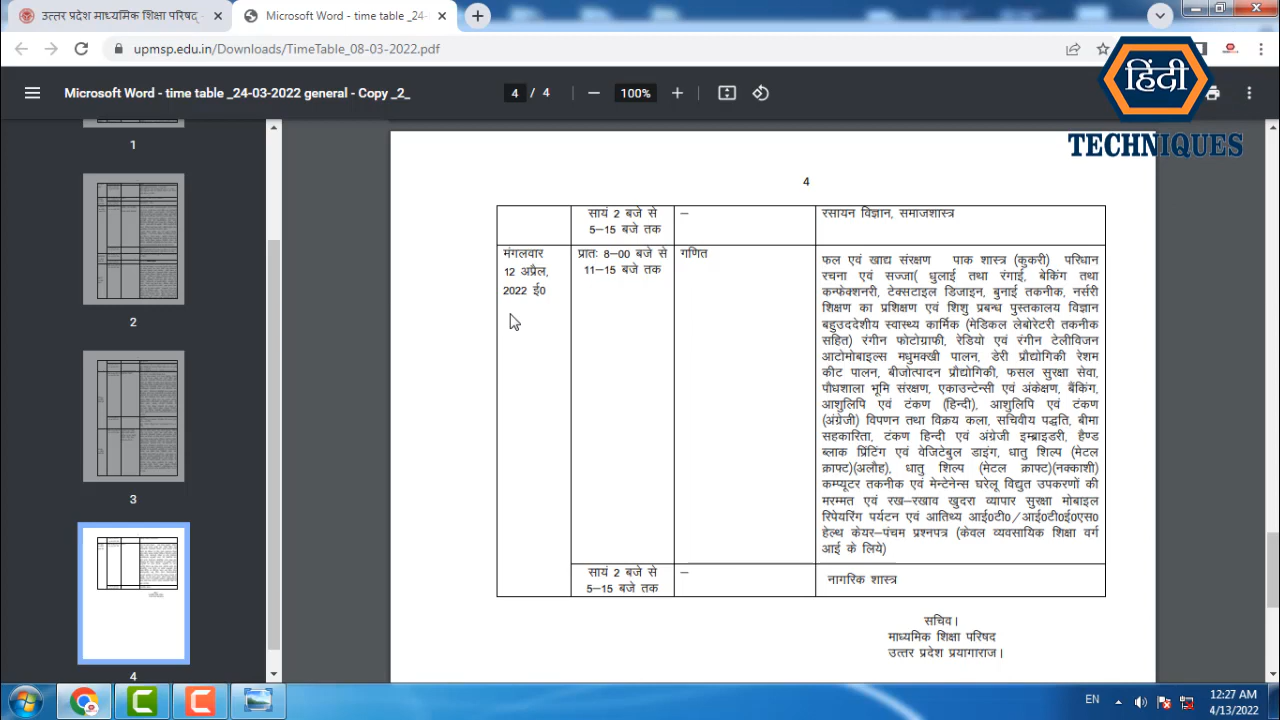 उत्तर प्रदेश माध्यमिक शिक्षा परिषद -
Microsoft Word - time table _24-
upmsp.edu.in/Downloads/TimeTable_08-03-2022.pdf
Microsoft Word - time table _24-03-2022 general - Copy _2_
4 / 4
100%
हिंदी
TECHNIQUES
1
2
3
4
4
सायं 2 बजे से
5–15 बजे तक
–
रसायन विज्ञान, समाजशास्त्र
मंगलवार
12 अप्रैल,
2022 ई0
प्रातः 8–00 बजे से
11–15 बजे तक
गणित
फल एवं खाद्य संरक्षण पाक शास्त्र (कुकरी) परिधान
रचना एवं सज्जा( धुलाई तथा रंगाई, बेकिंग तथा
कन्फेक्शनरी, टेक्सटाइल डिजाइन, बुनाई तकनीक, नर्सरी
शिक्षण का प्रशिक्षण एवं शिशु प्रबन्ध पुस्तकालय विज्ञान
बहुउददेशीय स्वास्थ्य कार्मिक (मेडिकल लेबोरेटरी तकनीक
सहित) रंगीन फोटोग्राफी, रेडियो एवं रंगीन टेलीविजन
आटोमोबाइल्स मधुमक्खी पालन, डेरी प्रौद्योगिकी रेशम
कीट पालन, बीजोत्पादन प्रौद्योगिकी, फसल सुरक्षा सेवा,
पौधशाला भूमि संरक्षण, एकाउन्टेन्सी एवं अंकेक्षण, बैंकिंग,
आशुलिपि एवं टंकण (हिन्दी), आशुलिपि एवं टंकण
(अंग्रेजी) विपणन तथा विक्रय कला, सचिवीय पद्धति, बीमा
सहकारिता, टंकण हिन्दी एवं अंग्रेजी इम्ब्राइडरी, हैण्ड
ब्लाक प्रिंटिंग एवं वेजिटेबुल डाइंग, धातु शिल्प (मेटल
क्राफ्ट)(अलौह), धातु शिल्प (मेटल क्राफ्ट)(नक्काशी)
कम्प्यूटर तकनीक एवं मेन्टेनेन्स घरेलू विद्युत उपकरणों की
मरम्मत एवं रख–रखाव खुदरा व्यापार सुरक्षा मोबाइल
रिपेयरिंग पर्यटन एवं आतिथ्य आई0टी0/आई0टी0ई0एस0
हेल्थ केयर–पंचम प्रश्नपत्र (केवल व्यवसायिक शिक्षा वर्ग
आई के लिये)
सायं 2 बजे से
5–15 बजे तक
–
नागरिक शास्त्र
सचिव।
माध्यमिक शिक्षा परिषद
उत्तर प्रदेश प्रयागाराज।
EN
12:27 AM
4/13/2022